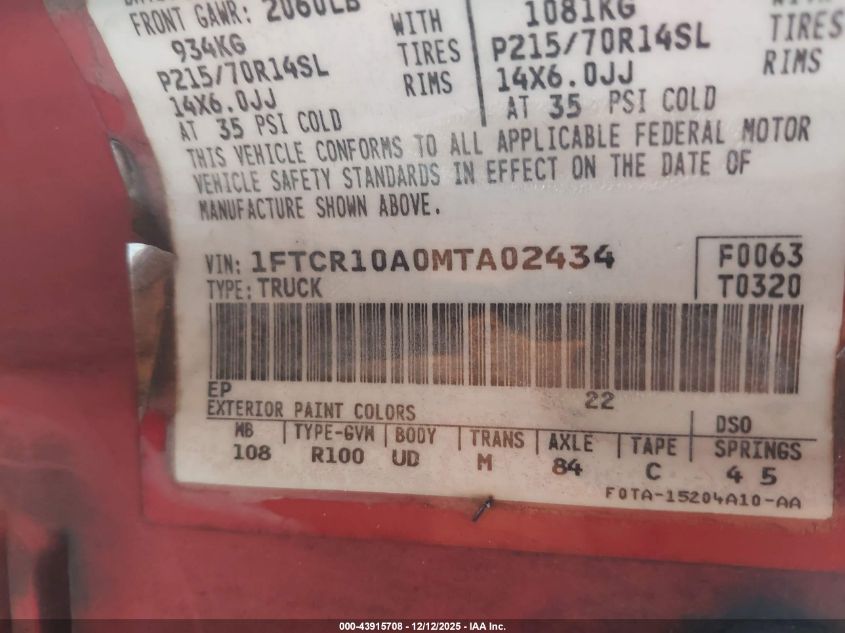 FRONT GAWR: 2060LB
934KG
WITH
TIRES
RIMS
P215/70R14SL
14X6.0JJ
AT 35 PSI COLD
1081KG
WITH
TIRES
RIMS
P215/70R14SL
14X6.0JJ
AT 35 PSI COLD
THIS VEHICLE CONFORMS TO ALL APPLICABLE FEDERAL MOTOR
VEHICLE SAFETY STANDARDS IN EFFECT ON THE DATE OF
MANUFACTURE SHOWN ABOVE.
VIN: 1FTCR10A0MTA02434
F0063
TYPE: TRUCK
T0320
EP 22
EXTERIOR PAINT COLORS DSO
WB TYPE-GVW BODY TRANS AXLE TAPE SPRINGS
108 R100 UD M 84 C 4 5
F0TA-15204A10-AA
000-43915708 - 12/12/2025 - IAA Inc.